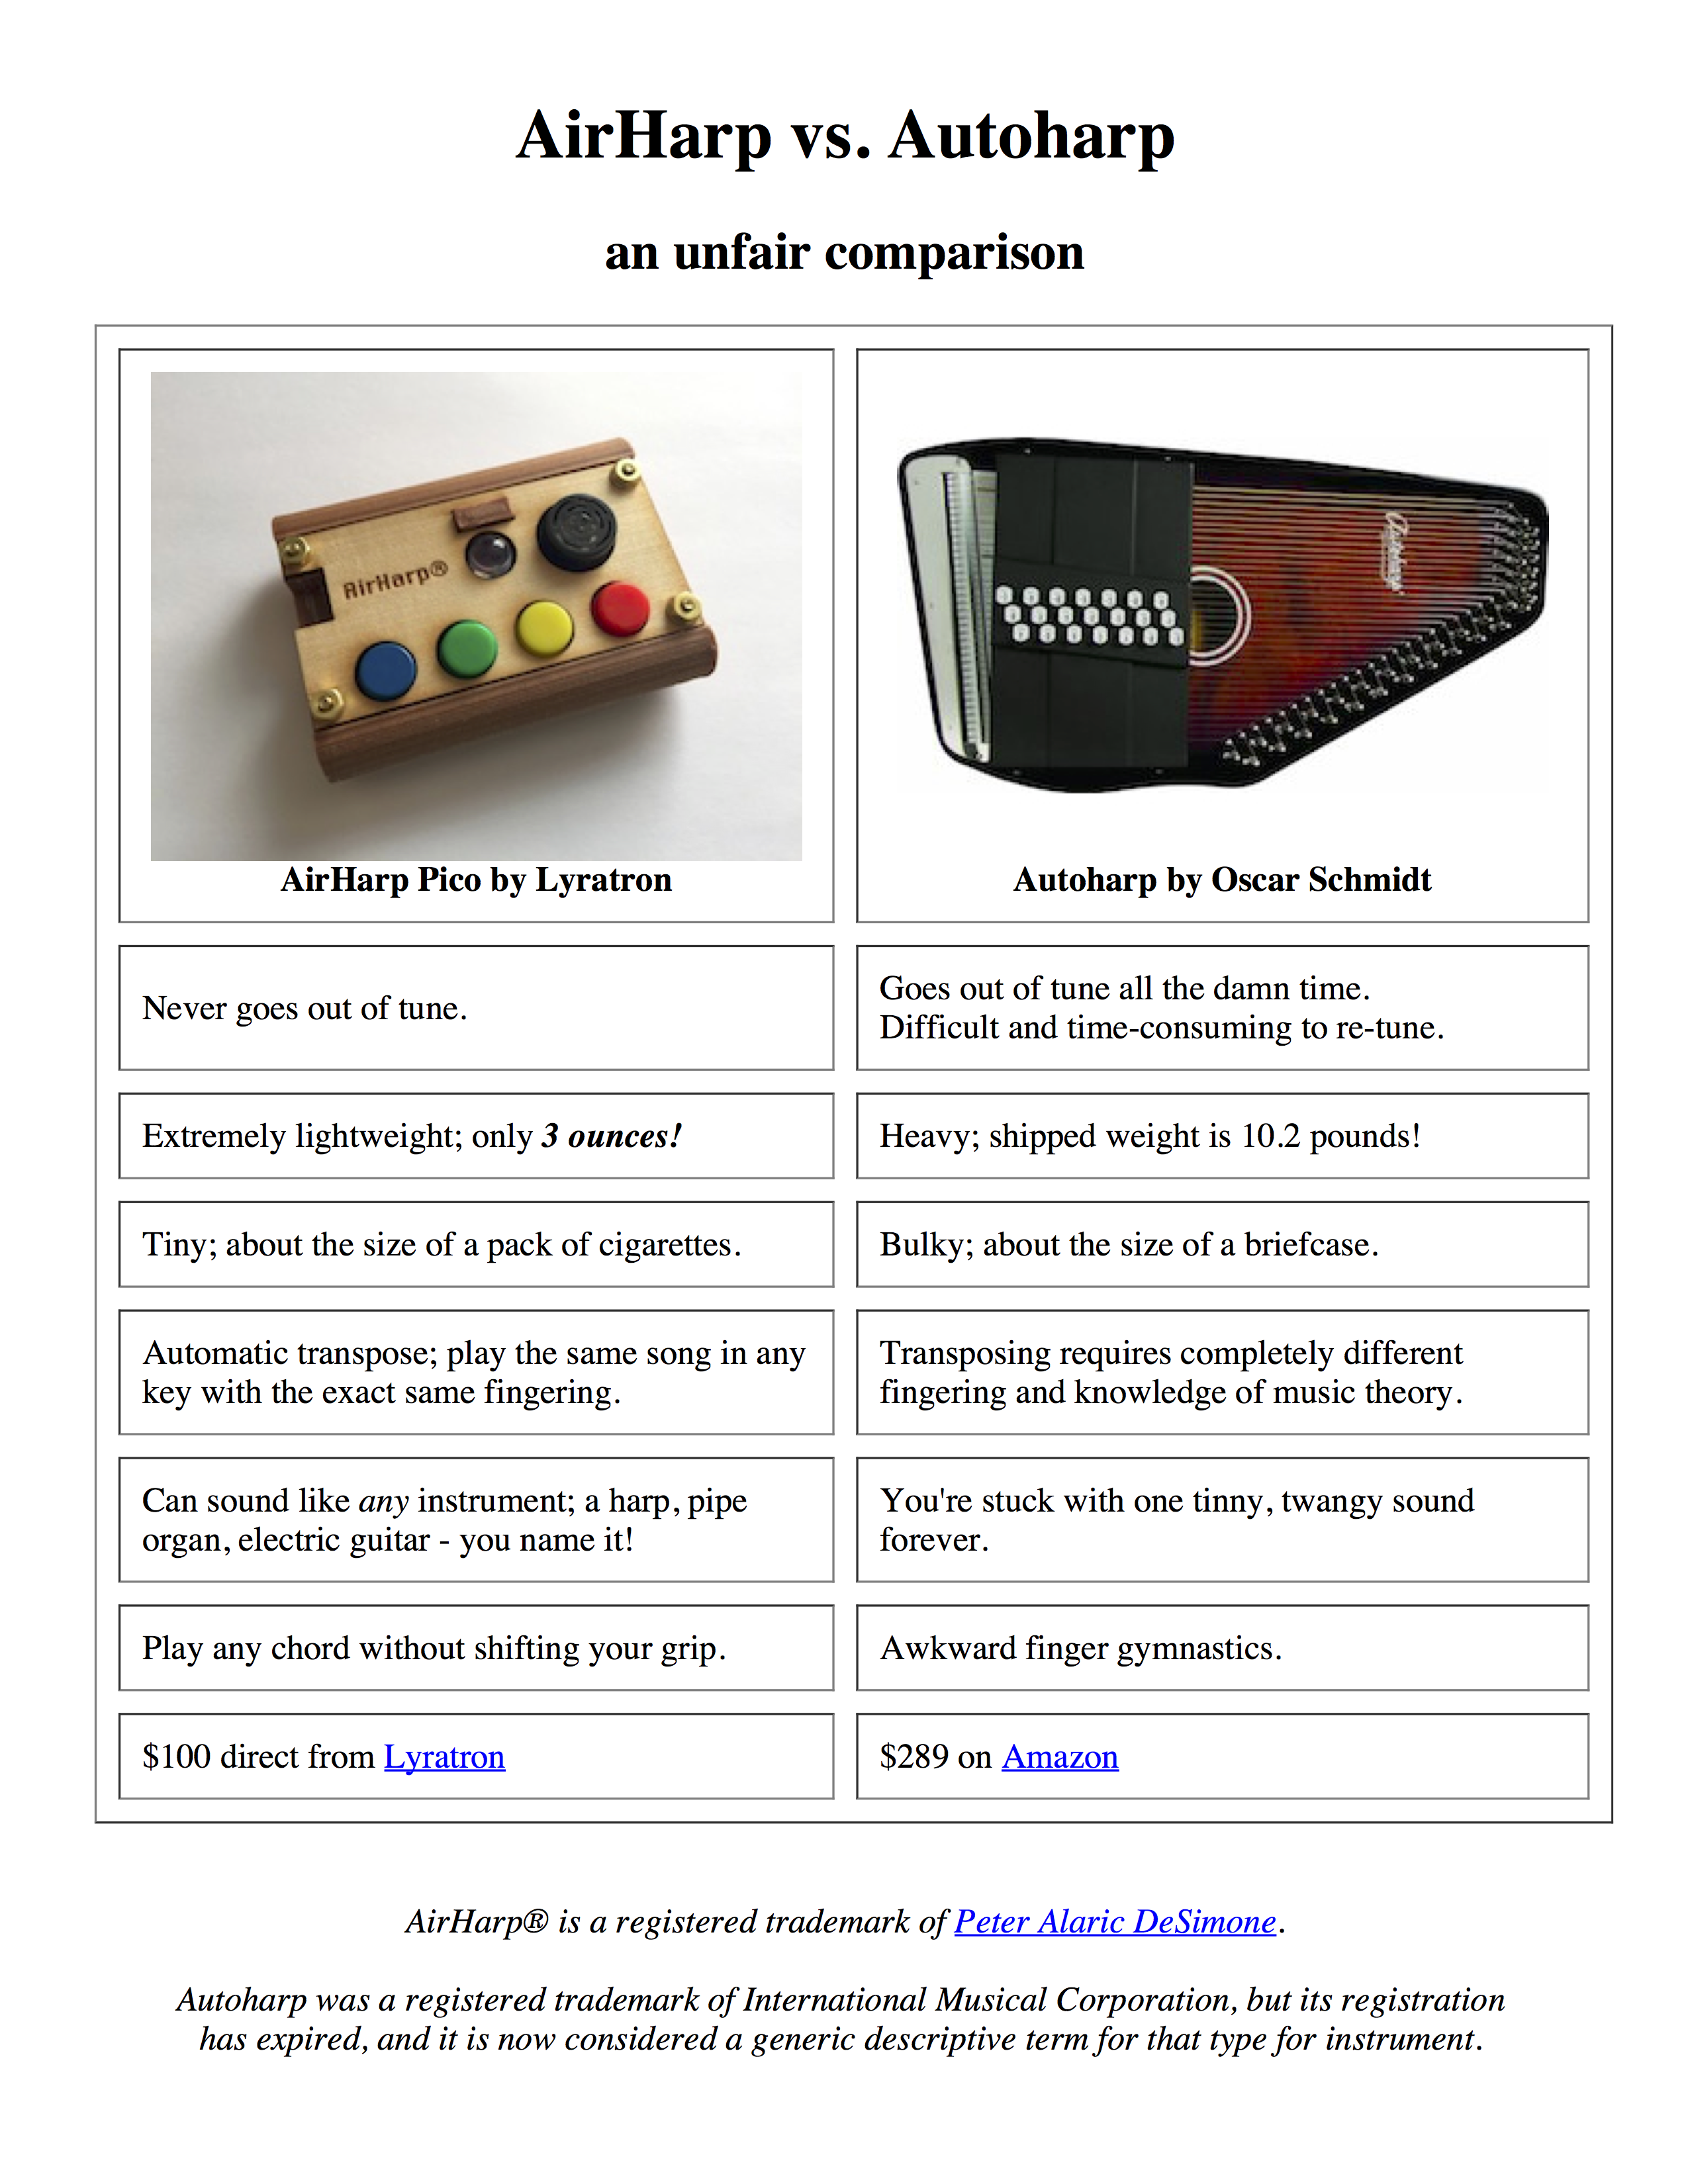 AirHarp vs. Autoharp
an unfair comparison
AirHarp®
Autoharp
AirHarp Pico by Lyratron
Autoharp by Oscar Schmidt
Never goes out of tune.
Goes out of tune all the damn time.
Difficult and time-consuming to re-tune.
Extremely lightweight; only 3 ounces!
Heavy; shipped weight is 10.2 pounds!
Tiny; about the size of a pack of cigarettes.
Bulky; about the size of a briefcase.
Automatic transpose; play the same song in any
key with the exact same fingering.
Transposing requires completely different
fingering and knowledge of music theory.
Can sound like any instrument; a harp, pipe
organ, electric guitar - you name it!
You're stuck with one tinny, twangy sound
forever.
Play any chord without shifting your grip.
Awkward finger gymnastics.
$100 direct from Lyratron
$289 on Amazon
AirHarp® is a registered trademark of Peter Alaric DeSimone.
Autoharp was a registered trademark of International Musical Corporation, but its registration
has expired, and it is now considered a generic descriptive term for that type for instrument.